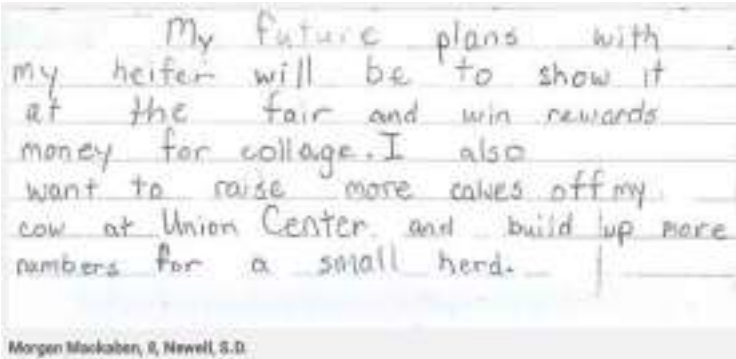 My future plans with
my heifer will be to show it
at the fair and win rewards
money for collage. I also
want to raise more calves off my
cow at Union Center and build up more
numbers for a small herd.
Morgan Mackaben, 8, Newell, S.D.